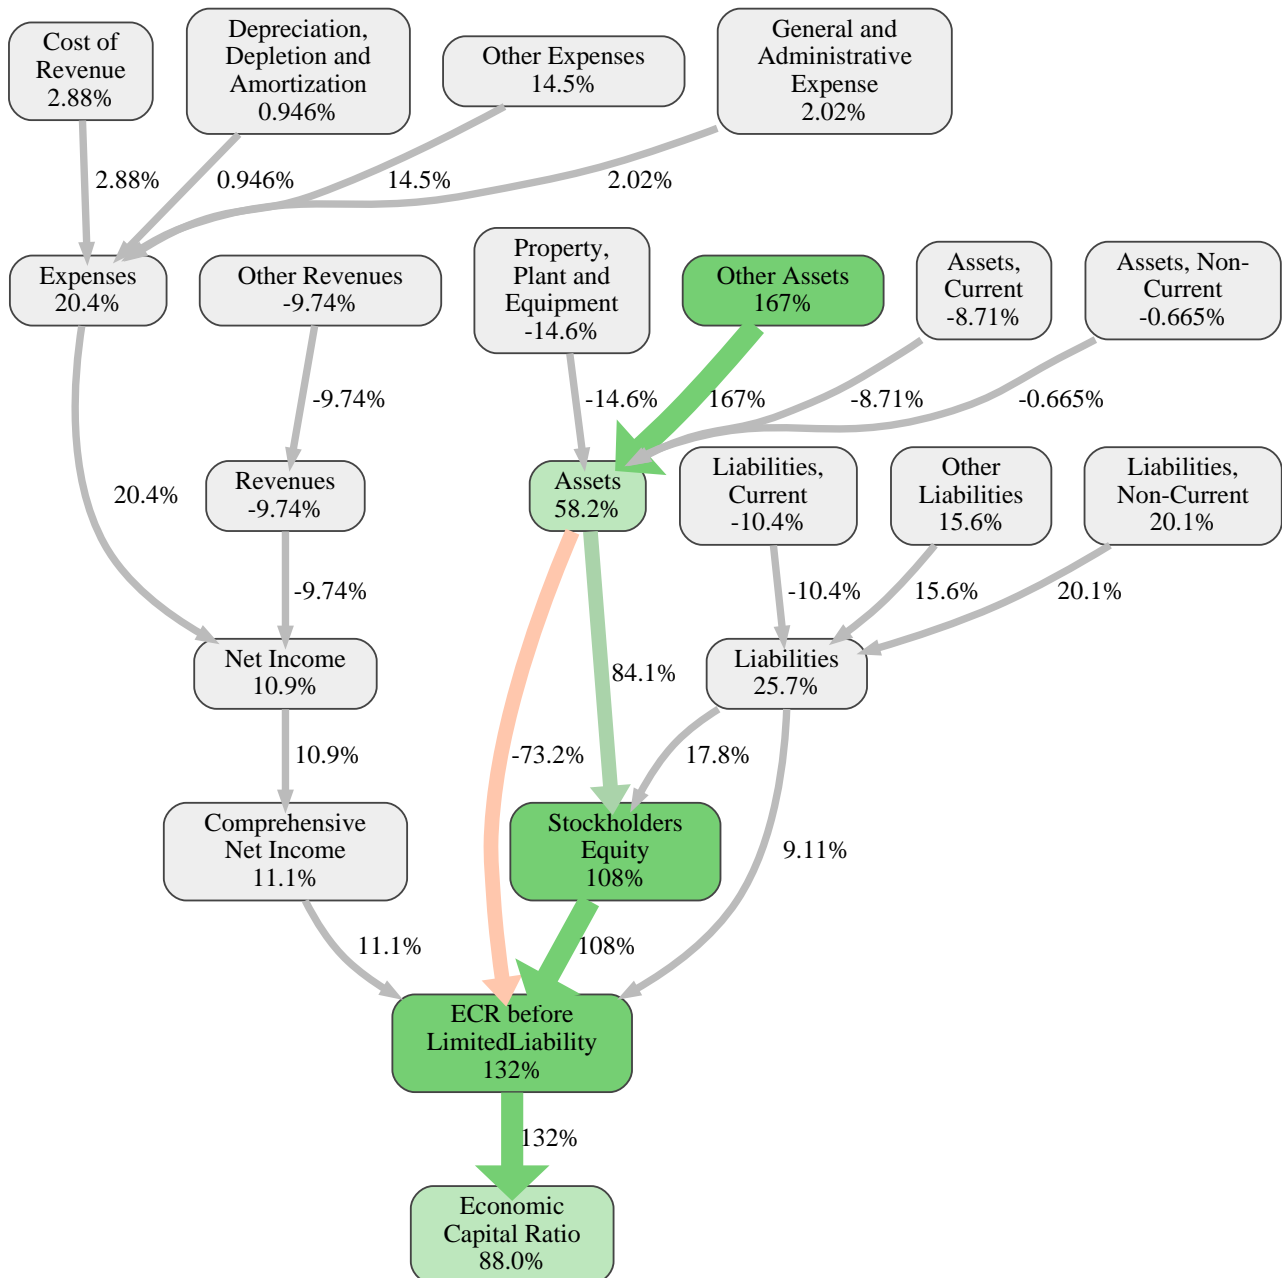 Cost of
Revenue
2.88%
Depreciation,
Depletion and
Amortization
0.946%
Other Expenses
14.5%
General and
Administrative
Expense
2.02%
2.88%
0.946%
14.5%
2.02%
Expenses
20.4%
Other Revenues
-9.74%
Property,
Plant and
Equipment
-14.6%
Other Assets
167%
Assets,
Current
-8.71%
Assets, Non-
Current
-0.665%
-9.74%
-14.6%
167%
-8.71%
-0.665%
20.4%
Revenues
-9.74%
Assets
58.2%
Liabilities,
Current
-10.4%
Other
Liabilities
15.6%
Liabilities,
Non-Current
20.1%
-9.74%
-10.4%
15.6%
20.1%
Net Income
10.9%
84.1%
Liabilities
25.7%
10.9%
-73.2%
17.8%
Comprehensive
Net Income
11.1%
Stockholders
Equity
108%
9.11%
11.1%
108%
ECR before
LimitedLiability
132%
132%
Economic
Capital Ratio
88.0%